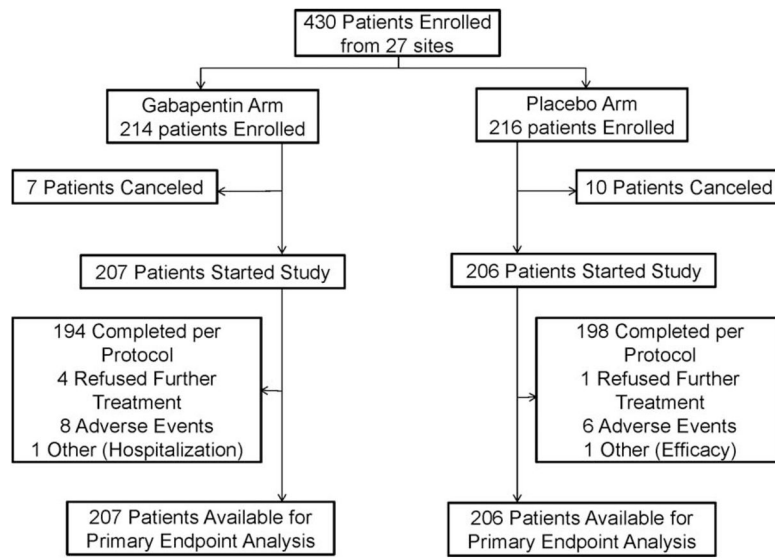 430 Patients Enrolled
from 27 sites
Gabapentin Arm
214 patients Enrolled
Placebo Arm
216 patients Enrolled
7 Patients Canceled
10 Patients Canceled
207 Patients Started Study
206 Patients Started Study
194 Completed per
Protocol
4 Refused Further
Treatment
8 Adverse Events
1 Other (Hospitalization)
198 Completed per
Protocol
1 Refused Further
Treatment
6 Adverse Events
1 Other (Efficacy)
207 Patients Available for
Primary Endpoint Analysis
206 Patients Available for
Primary Endpoint Analysis